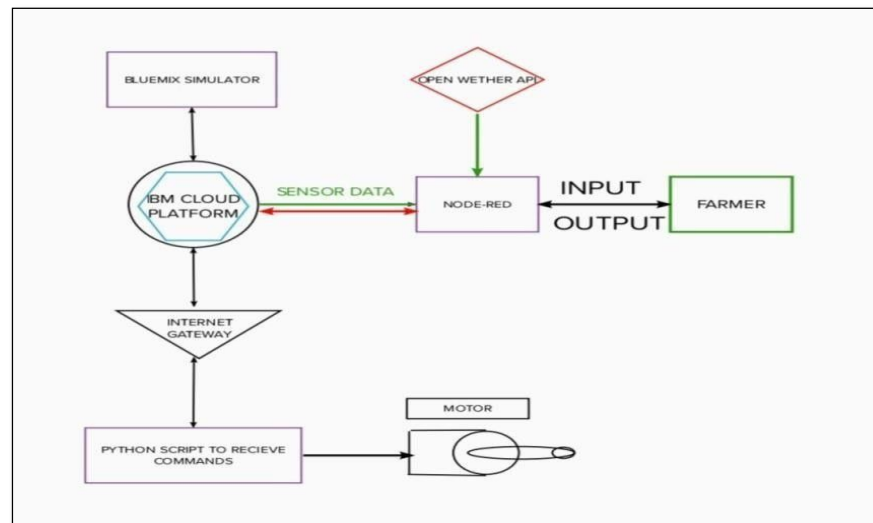 BLUEMIX SIMULATOR
OPEN WETHER API
IBM CLOUD
PLATFORM
SENSOR DATA
NODE-RED
INPUT
OUTPUT
FARMER
INTERNET
GATEWAY
MOTOR
PYTHON SCRIPT TO RECIEVE
COMMANDS